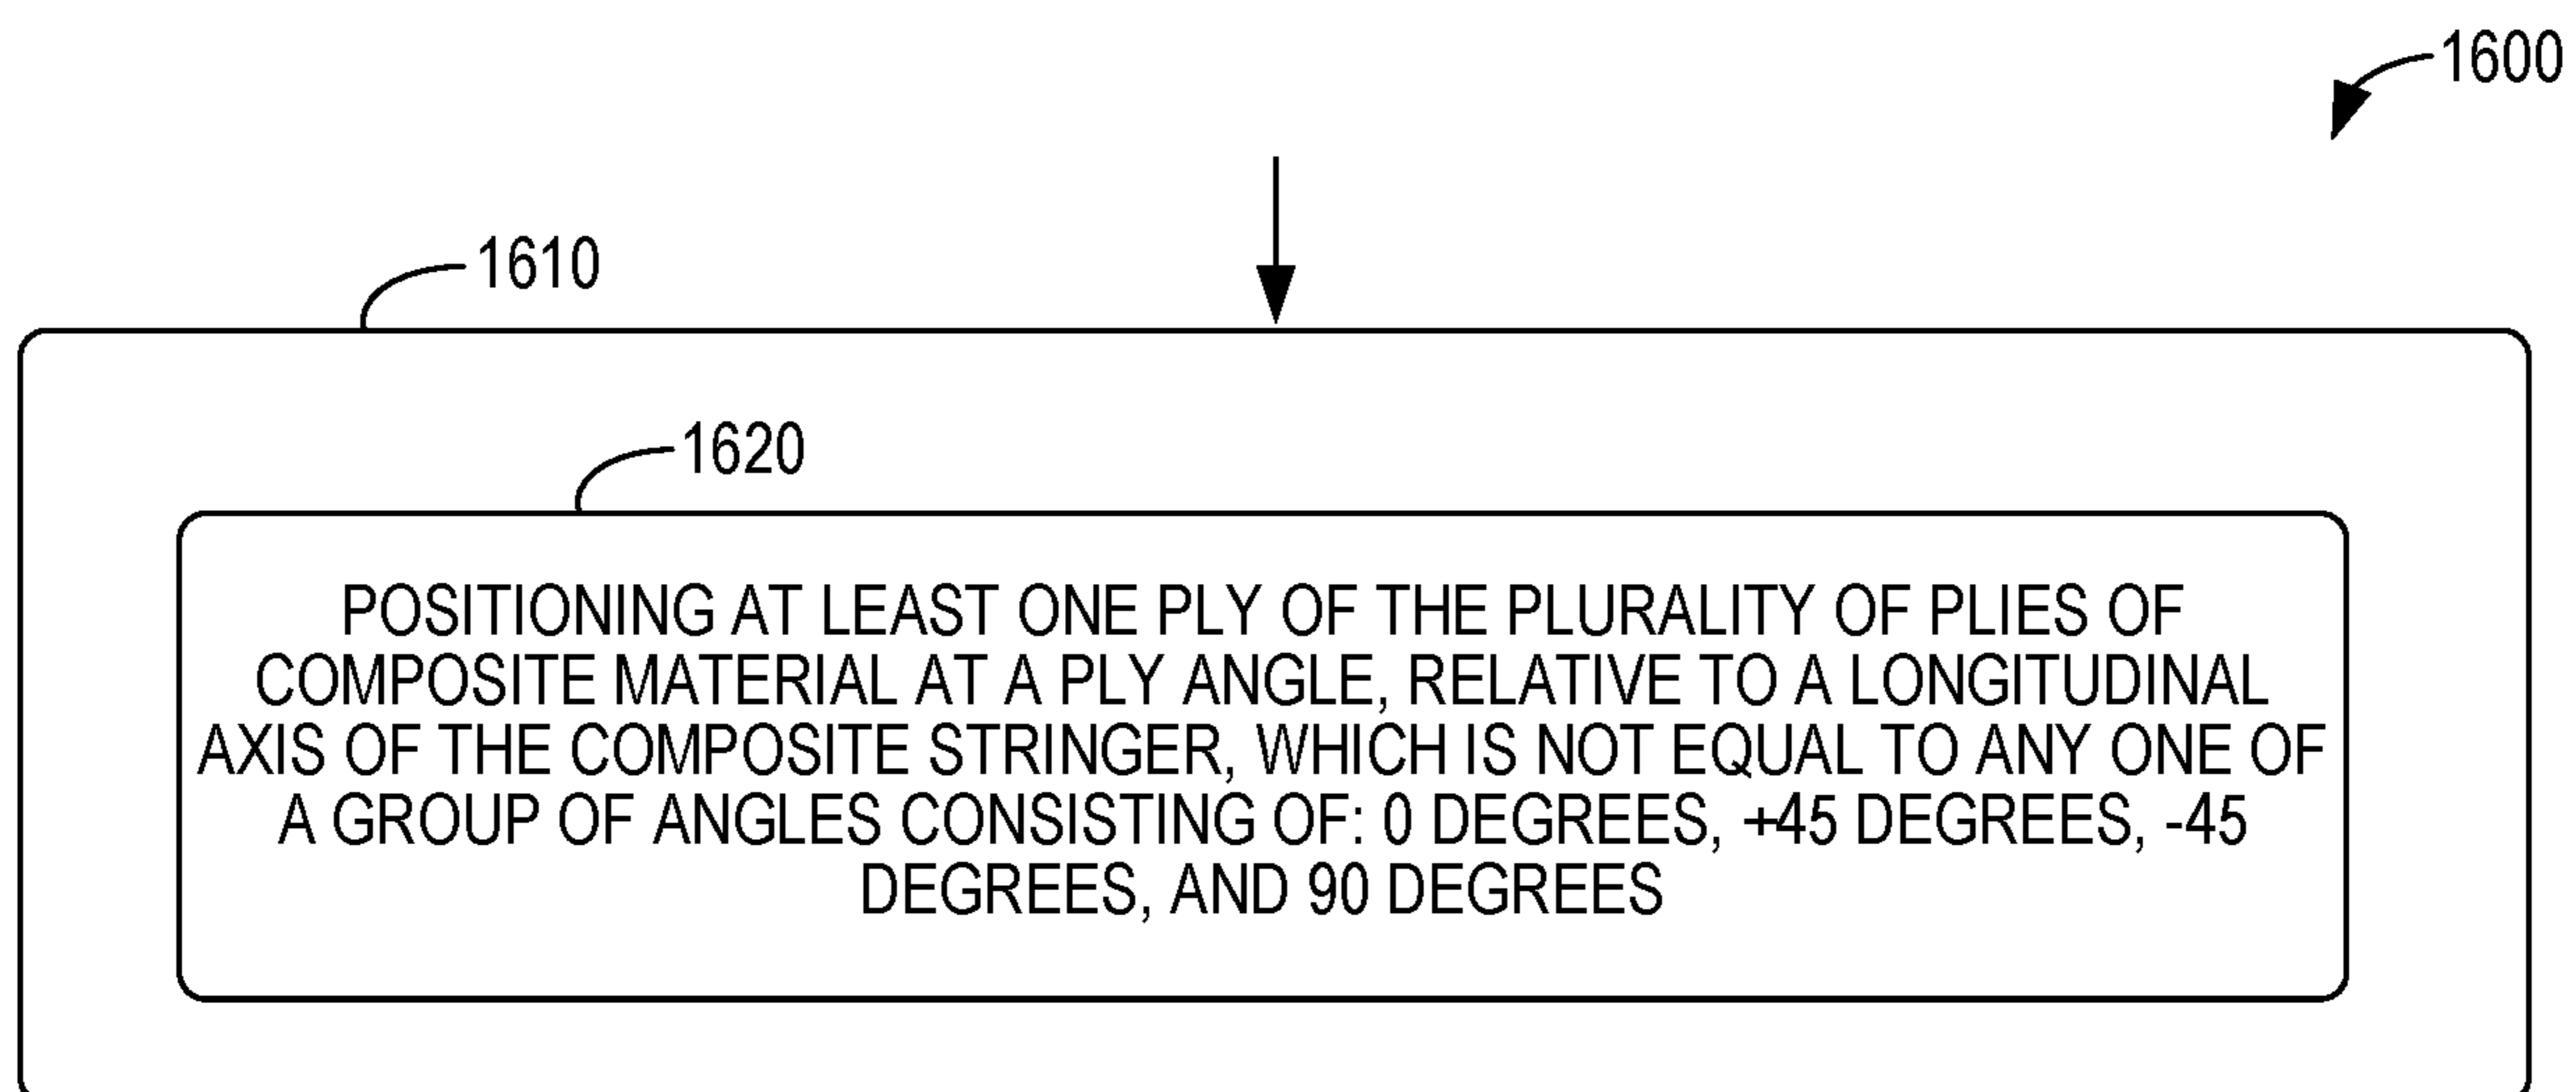 1600
1610
1620
POSITIONING AT LEAST ONE PLY OF THE PLURALITY OF PLIES OF
COMPOSITE MATERIAL AT A PLY ANGLE, RELATIVE TO A LONGITUDINAL
AXIS OF THE COMPOSITE STRINGER, WHICH IS NOT EQUAL TO ANY ONE OF
A GROUP OF ANGLES CONSISTING OF: 0 DEGREES, +45 DEGREES, -45
DEGREES, AND 90 DEGREES